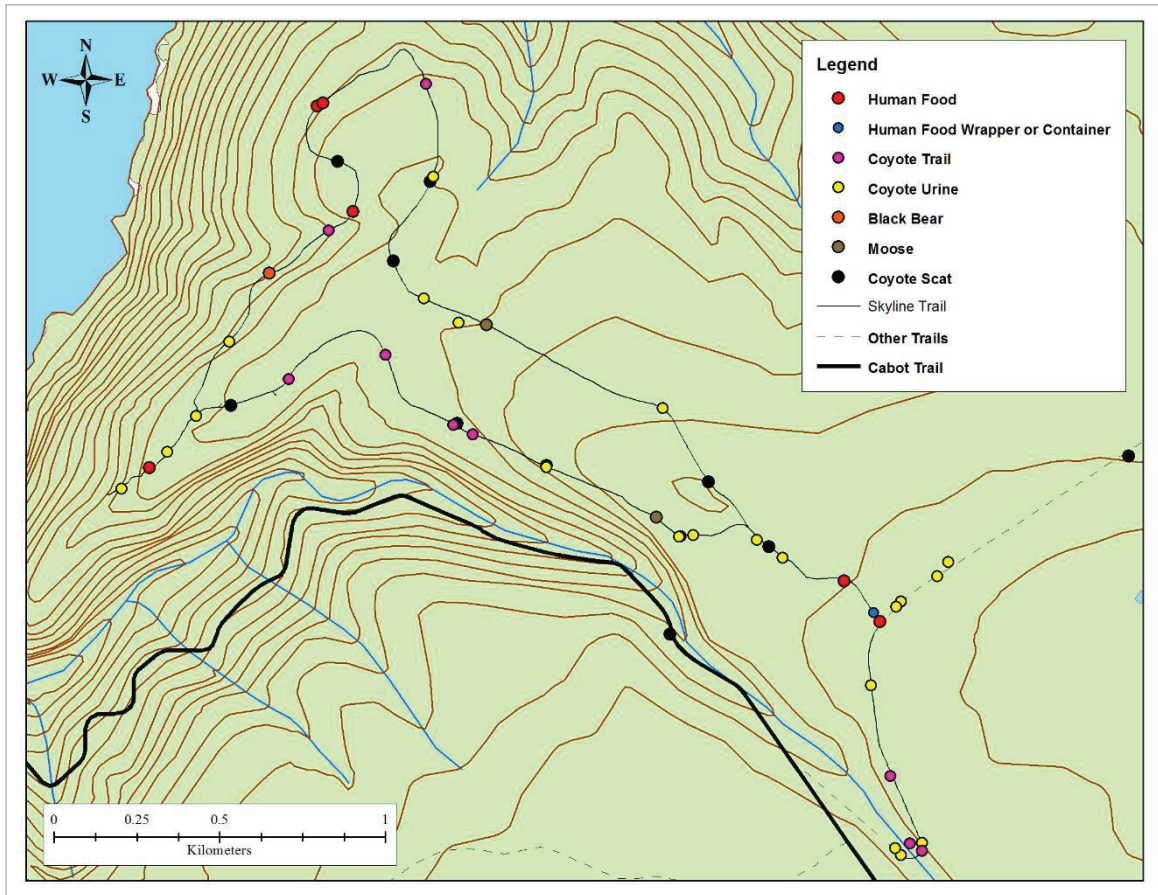 N
W E
S
Legend
Human Food
Human Food Wrapper or Container
Coyote Trail
Coyote Urine
Black Bear
Moose
Coyote Scat
Skyline Trail
Other Trails
Cabot Trail
0 0.25 0.5 1
Kilometers